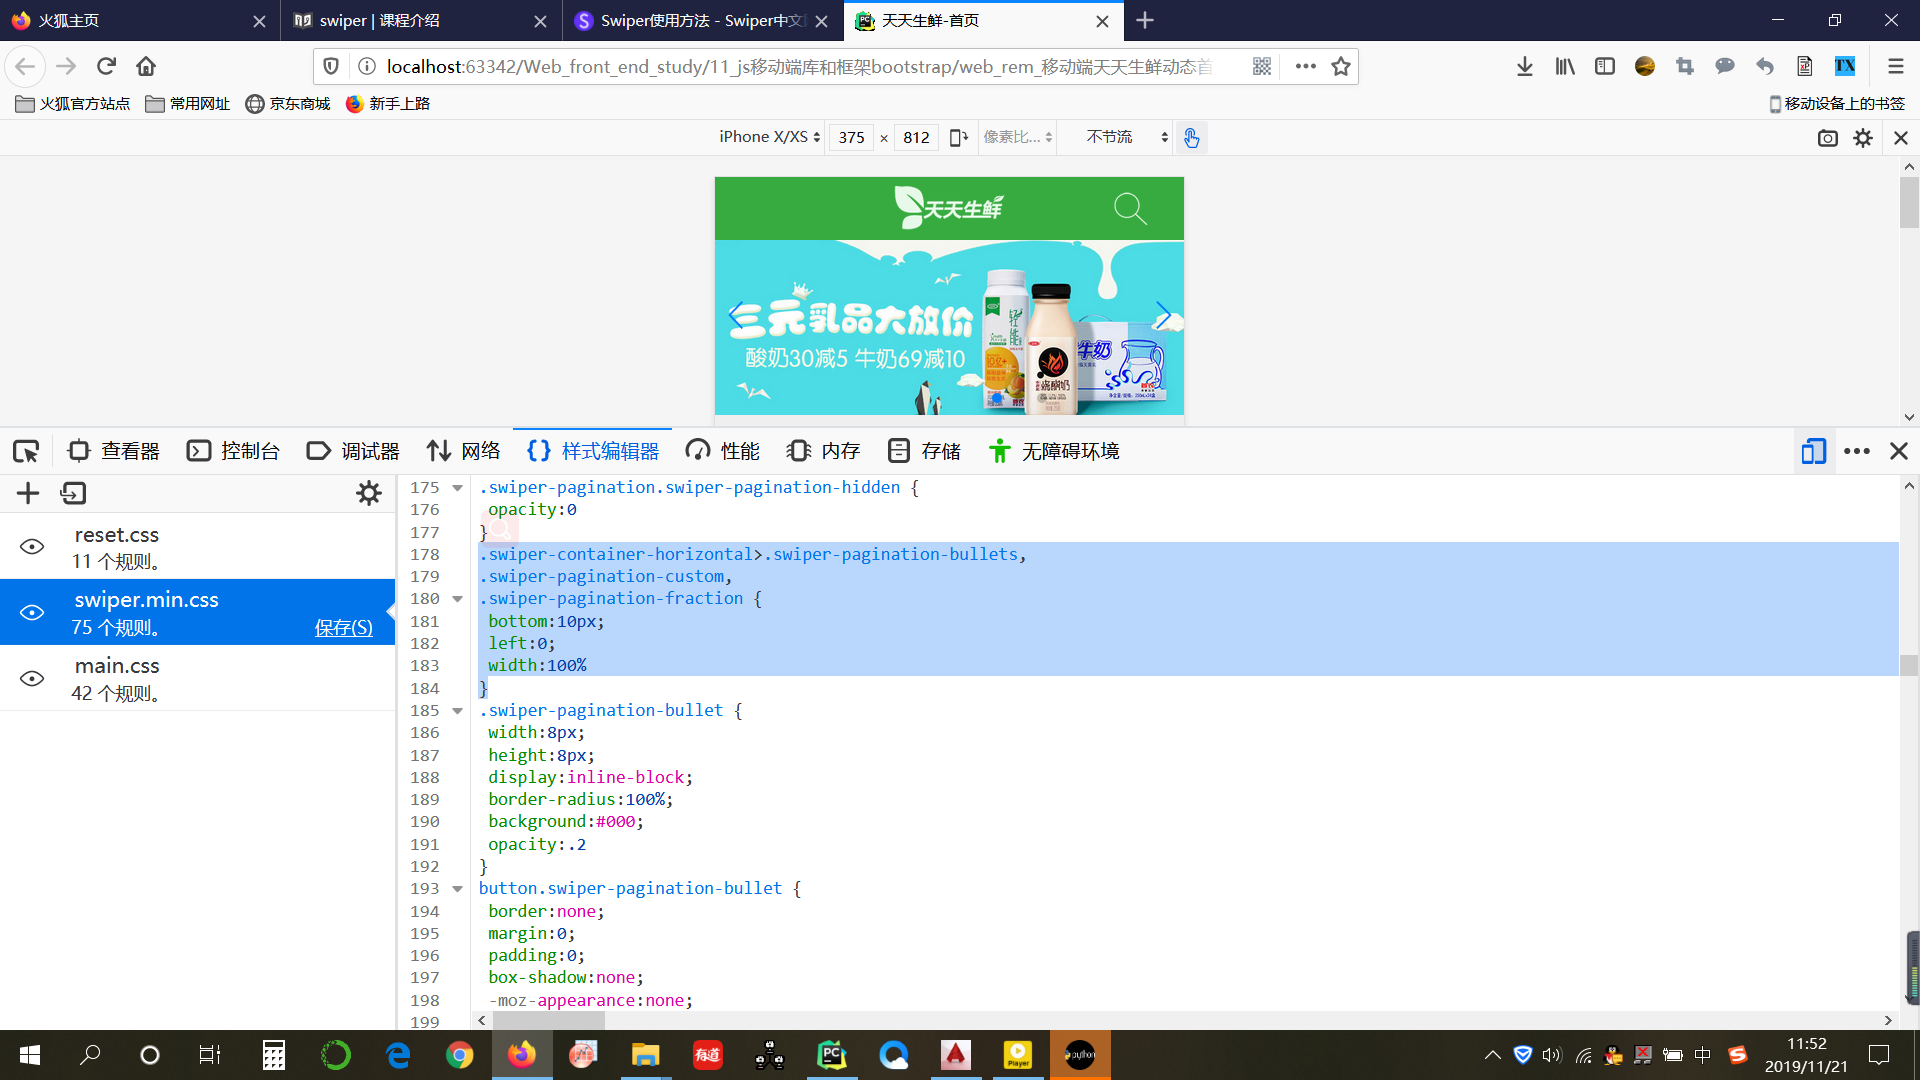 火狐主页
swiper | 课程介绍
Swiper使用方法 - Swiper中文
天天生鲜-首页
localhost:63342/Web_front_end_study/11_js移动端库和框架bootstrap/web_rem_移动端天天生鲜动态首
火狐官方站点
常用网址
京东商城
新手上路
移动设备上的书签
iPhone X/XS
375 × 812
像素比...
不节流
天天生鲜
三元乳品大放价
酸奶30减5 牛奶69减10
查看器
控制台
调试器
网络
样式编辑器
性能
内存
存储
无障碍环境
reset.css
11 个规则。
swiper.min.css
75 个规则。
保存(S)
main.css
42 个规则。
175 .swiper-pagination.swiper-pagination-hidden {
176 opacity:0
177 }
178 .swiper-container-horizontal>.swiper-pagination-bullets,
179 .swiper-pagination-custom,
180 .swiper-pagination-fraction {
181 bottom:10px;
182 left:0;
183 width:100%
184 }
185 .swiper-pagination-bullet {
186 width:8px;
187 height:8px;
188 display:inline-block;
189 border-radius:100%;
190 background:#000;
191 opacity:.2
192 }
193 button.swiper-pagination-bullet {
194 border:none;
195 margin:0;
196 padding:0;
197 box-shadow:none;
198 -moz-appearance:none;
199
有道
PC
Player
python
中
11:52
2019/11/21